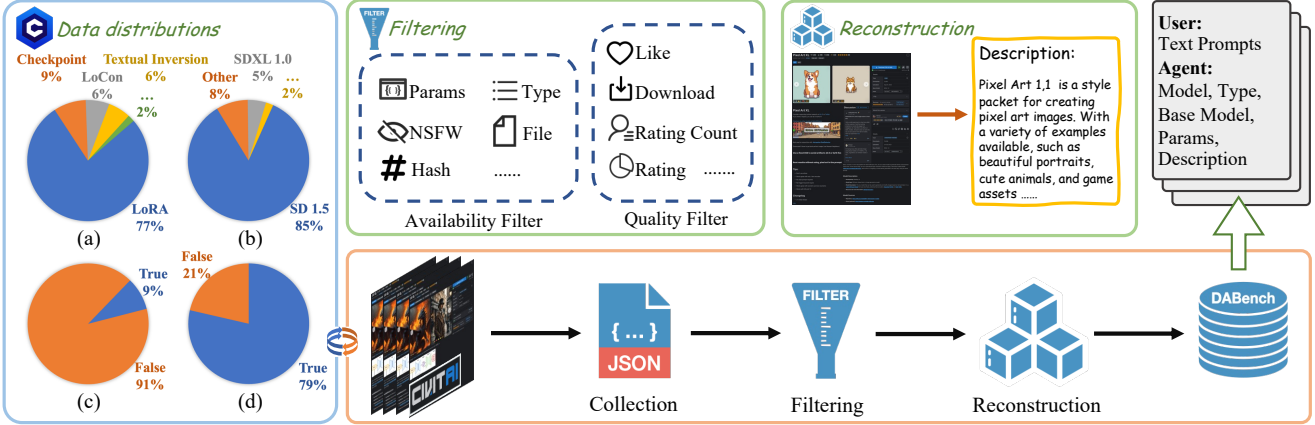 Data distributions
Checkpoint
9%
LoCon
6%
Textual Inversion
6%
...
2%
LoRA
77%
(a)
Other
8%
SDXL 1.0
5%
...
2%
SD 1.5
85%
(b)
True
9%
False
91%
(c)
False
21%
True
79%
(d)
FILTER
Filtering
Params
Type
NSFW
File
Hash
......
Availability Filter
Like
Download
Rating Count
Rating
.......
Quality Filter
Reconstruction
Description:
Pixel Art 1,1 is a style
packet for creating
pixel art images. With
a variety of examples
available, such as
beautiful portraits,
cute animals, and game
assets ......
User:
Text Prompts
Agent:
Model, Type,
Base Model,
Params,
Description
CIVITAI
{ ... }
JSON
Collection
FILTER
Filtering
Reconstruction
DABench